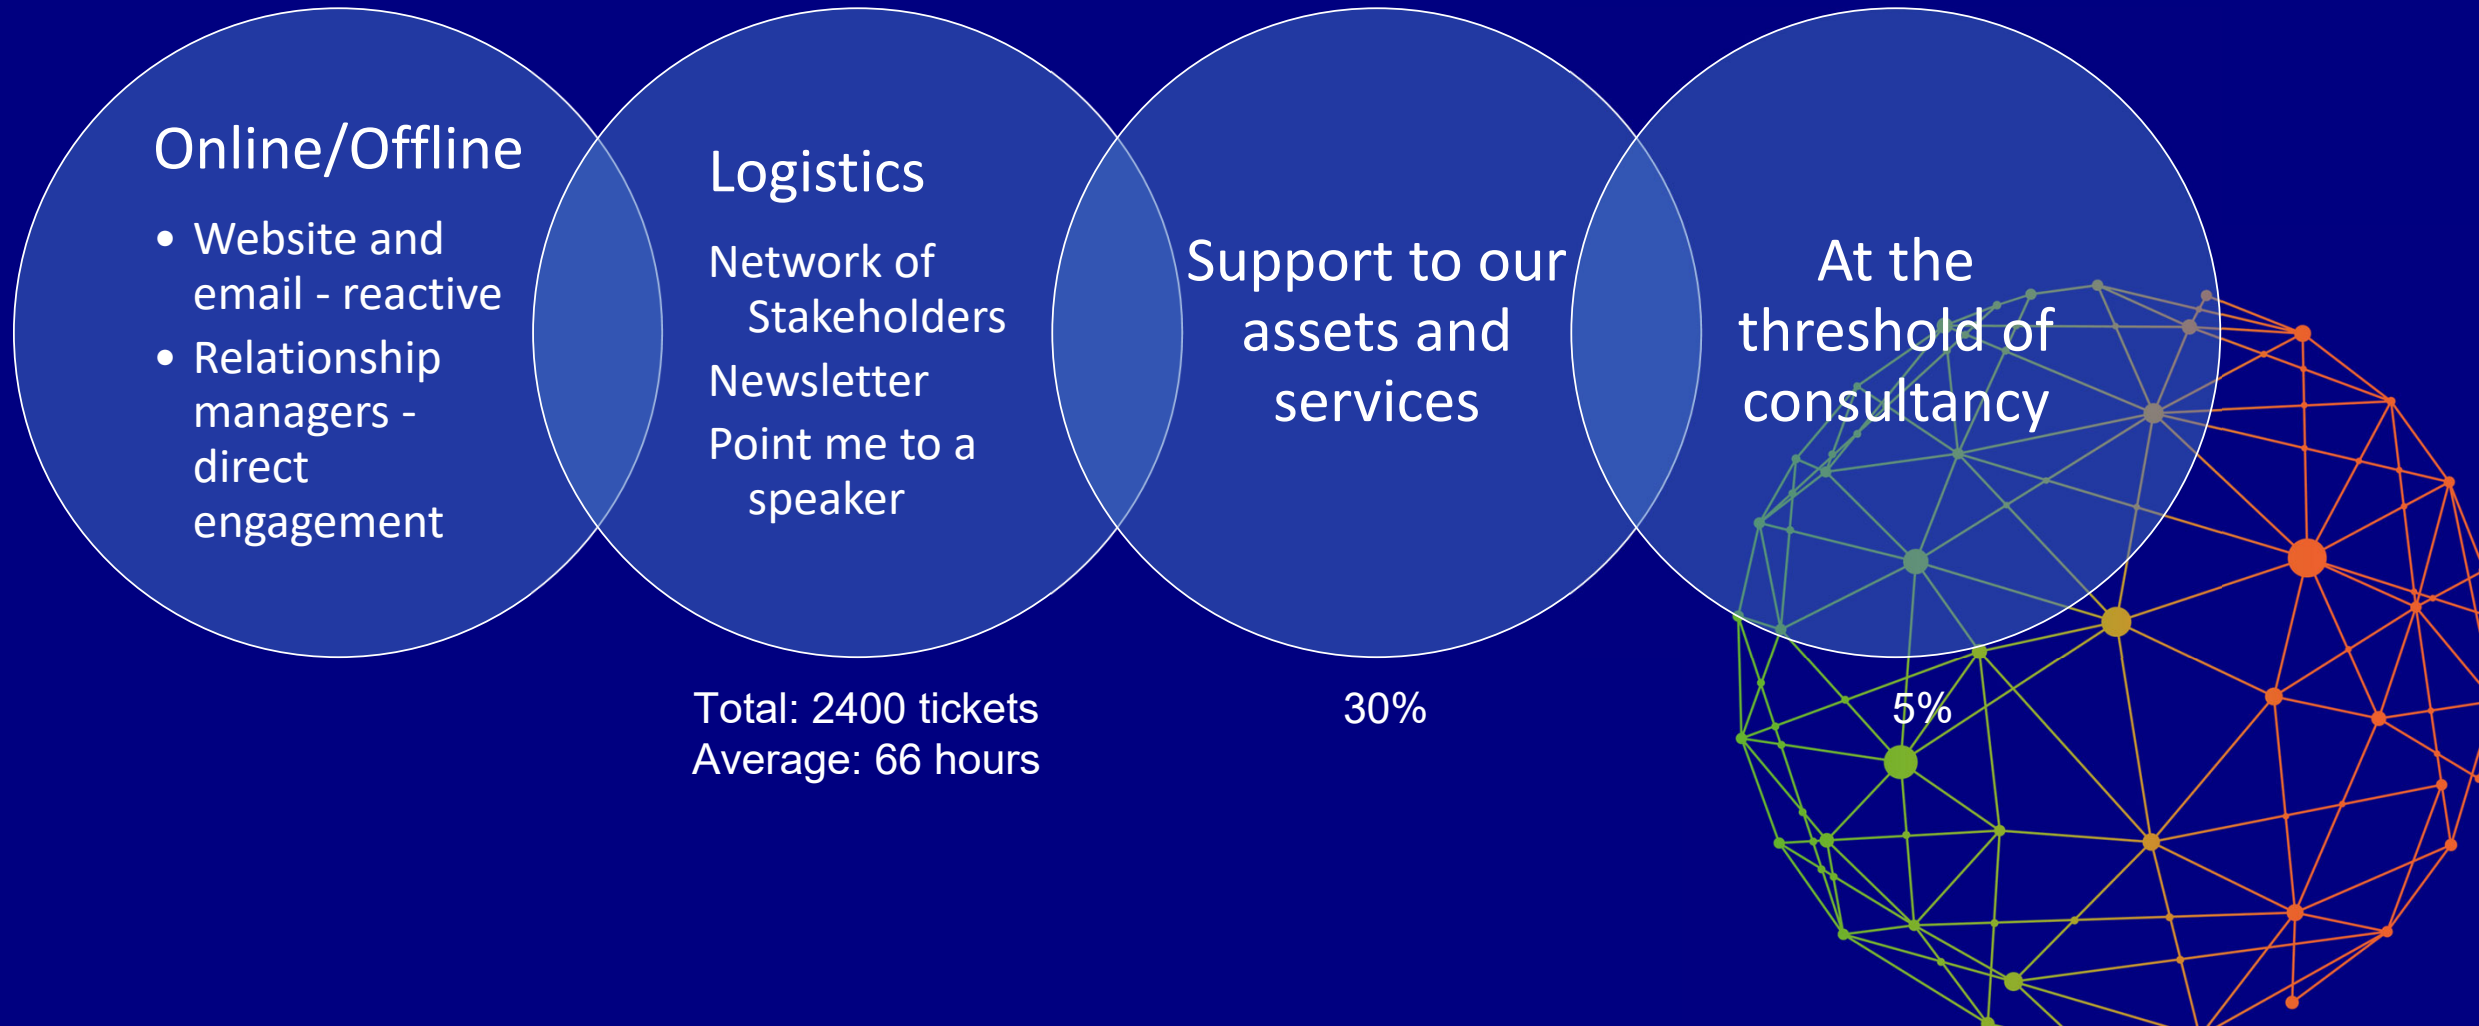 Online/Offline
• Website and
email - reactive
• Relationship
managers -
direct
engagement
Logistics
Network of
Stakeholders
Newsletter
Point me to a
speaker
Support to our
assets and
services
At the
threshold of
consultancy
Total: 2400 tickets
Average: 66 hours
30%
5%